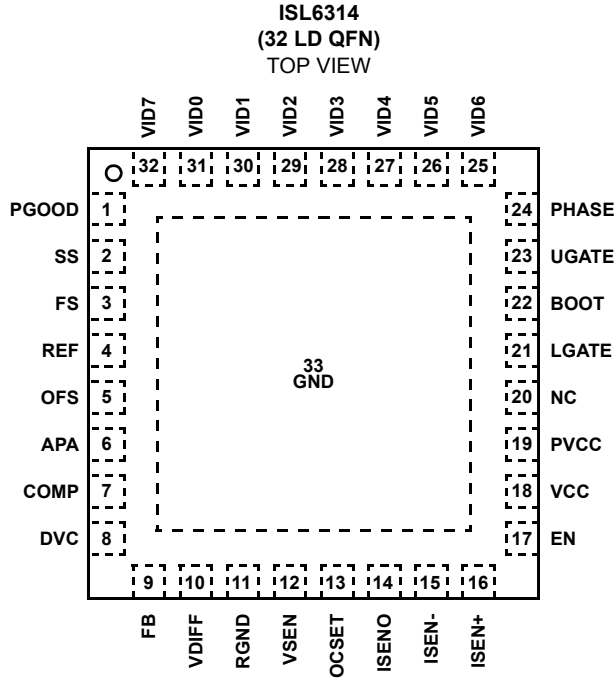 ISL6314
(32 LD QFN)
TOP VIEW
VID7 VID0 VID1 VID2 VID3 VID4 VID5 VID6
32 31 30 29 28 27 26 25
PGOOD 1 24 PHASE
SS 2 23 UGATE
FS 3 22 BOOT
REF 4 21 LGATE
33
GND
OFS 5 20 NC
APA 6 19 PVCC
COMP 7 18 VCC
DVC 8 17 EN
9 10 11 12 13 14 15 16
FB VDIFF RGND VSEN OCSET ISENO ISEN- ISEN+